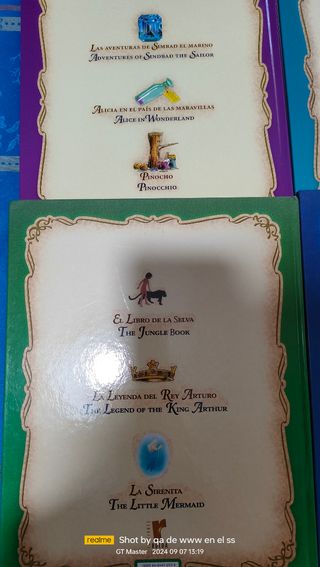 Las aventuras de Simbad el Marino
Adventures of Sindbad the Sailor
Alicia en el país de las maravillas
Alice in Wonderland
Pinocho
Pinocchio
El Libro de la Selva
The Jungle Book
La Leyenda del Rey Arturo
The Legend of the King Arthur
La Sirenita
The Little Mermaid
realme
Shot by qa de www en el ss
GT Master 2024 09 07 13:19